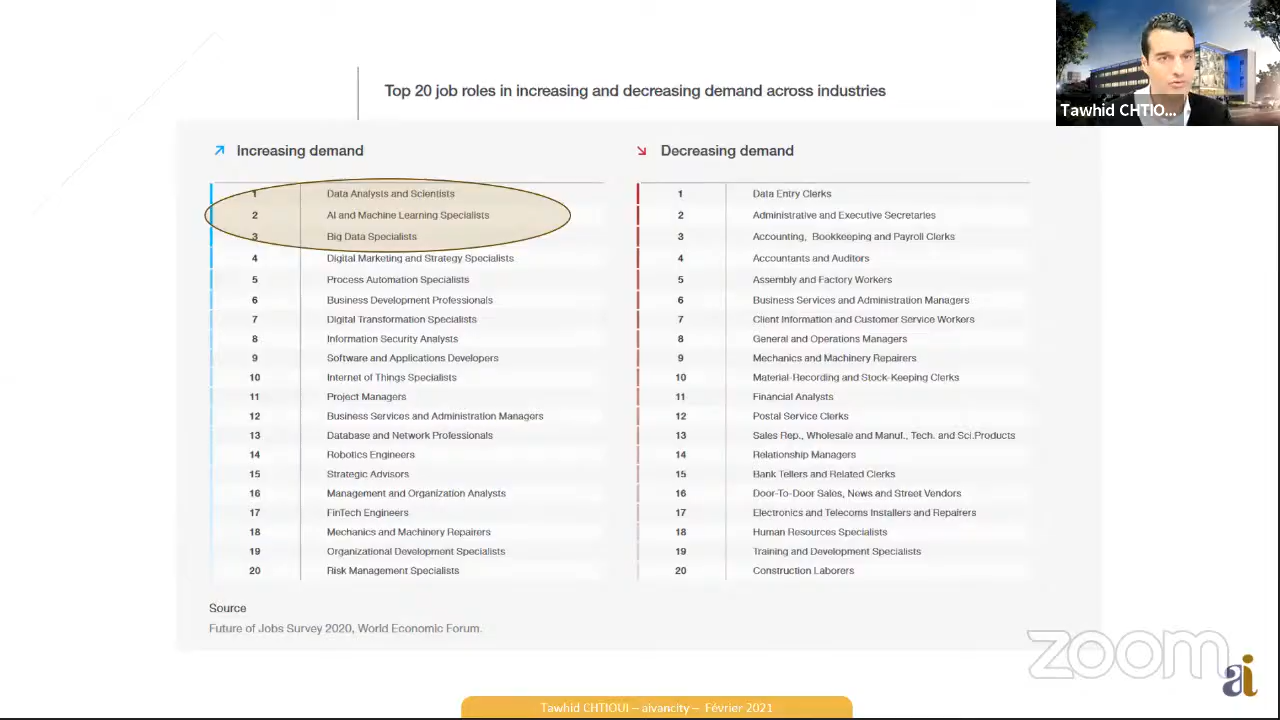 Top 20 job roles in increasing and decreasing demand across industries
Tawhid CHTIO...
Increasing demand
1 Data Analysts and Scientists
2 AI and Machine Learning Specialists
3 Big Data Specialists
4 Digital Marketing and Strategy Specialists
5 Process Automation Specialists
6 Business Development Professionals
7 Digital Transformation Specialists
8 Information Security Analysts
9 Software and Applications Developers
10 Internet of Things Specialists
11 Project Managers
12 Business Services and Administration Managers
13 Database and Network Professionals
14 Robotics Engineers
15 Strategic Advisors
16 Management and Organization Analysts
17 FinTech Engineers
18 Mechanics and Machinery Repairers
19 Organizational Development Specialists
20 Risk Management Specialists
Decreasing demand
1 Data Entry Clerks
2 Administrative and Executive Secretaries
3 Accounting, Bookkeeping and Payroll Clerks
4 Accountants and Auditors
5 Assembly and Factory Workers
6 Business Services and Administration Managers
7 Client Information and Customer Service Workers
8 General and Operations Managers
9 Mechanics and Machinery Repairers
10 Material-Recording and Stock-Keeping Clerks
11 Financial Analysts
12 Postal Service Clerks
13 Sales Rep., Wholesale and Manuf., Tech. and Sci.Products
14 Relationship Managers
15 Bank Tellers and Related Clerks
16 Door-To-Door Sales, News and Street Vendors
17 Electronics and Telecoms Installers and Repairers
18 Human Resources Specialists
19 Training and Development Specialists
20 Construction Laborers
Source
Future of Jobs Survey 2020, World Economic Forum.
zoom
ai
Tawhid CHTIOUI – aivancity – Février 2021